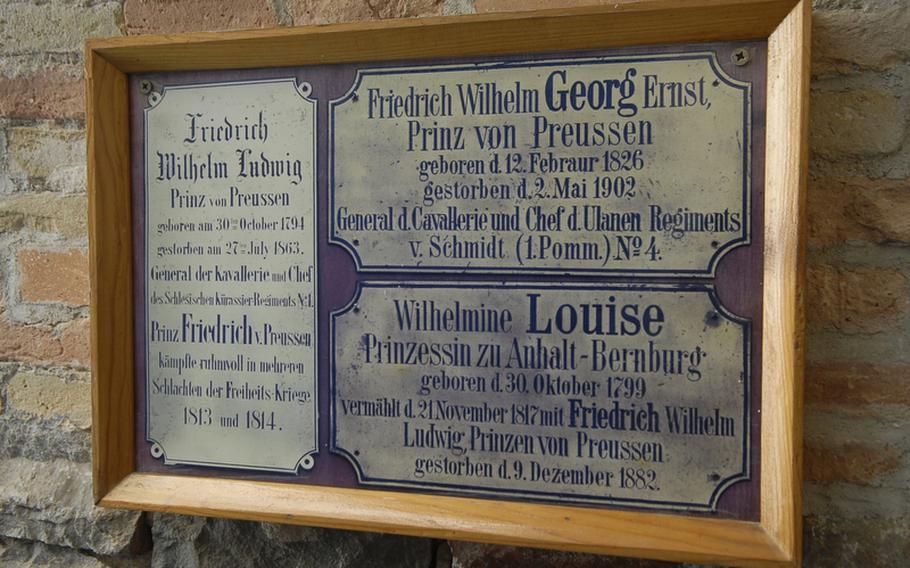 Friedrich
Wilhelm Ludwig
Prinz von Preussen
geboren am 30ten October 1794
gestorben am 27ten July 1863.
General der Kavallerie und Chef
des Schlesischen Kürassier-Regiments No 1.
Prinz Friedrich v. Preussen
kämpfte ruhmvoll in mehreren
Schlachten der Freiheits-Kriege
1813 und 1814.
Friedrich Wilhelm Georg Ernst,
Prinz von Preussen
geboren d. 12. Febraur 1826
gestorben d. 2. Mai 1902
General d. Cavallerie und Chef d. Ulanen Regiments
v. Schmidt (1. Pomm.) No 4.
Wilhelmine Louise
Prinzessin zu Anhalt-Bernburg
geboren d. 30. Oktober 1799
vermählt d. 21 November 1817 mit Friedrich Wilhelm
Ludwig, Prinzen von Preussen
gestorben d. 9. Dezember 1882.